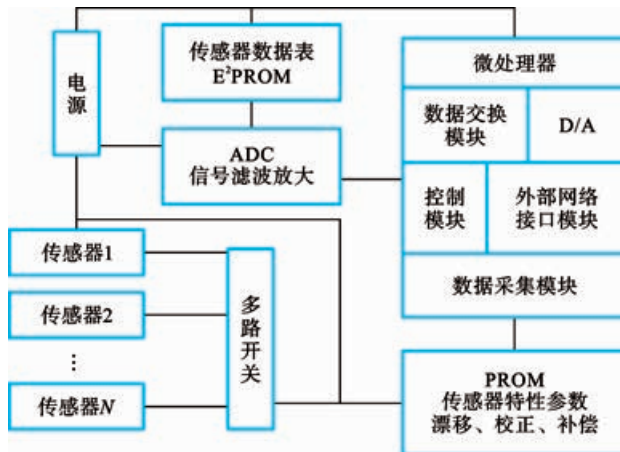 电
源
传感器数据表
E²PROM
ADC
信号滤波放大
微处理器
数据交换
模块
D/A
控制
模块
外部网络
接口模块
数据采集模块
传感器1
传感器2
⋮
传感器N
多
路
开
关
PROM
传感器特性参数
漂移、校正、补偿